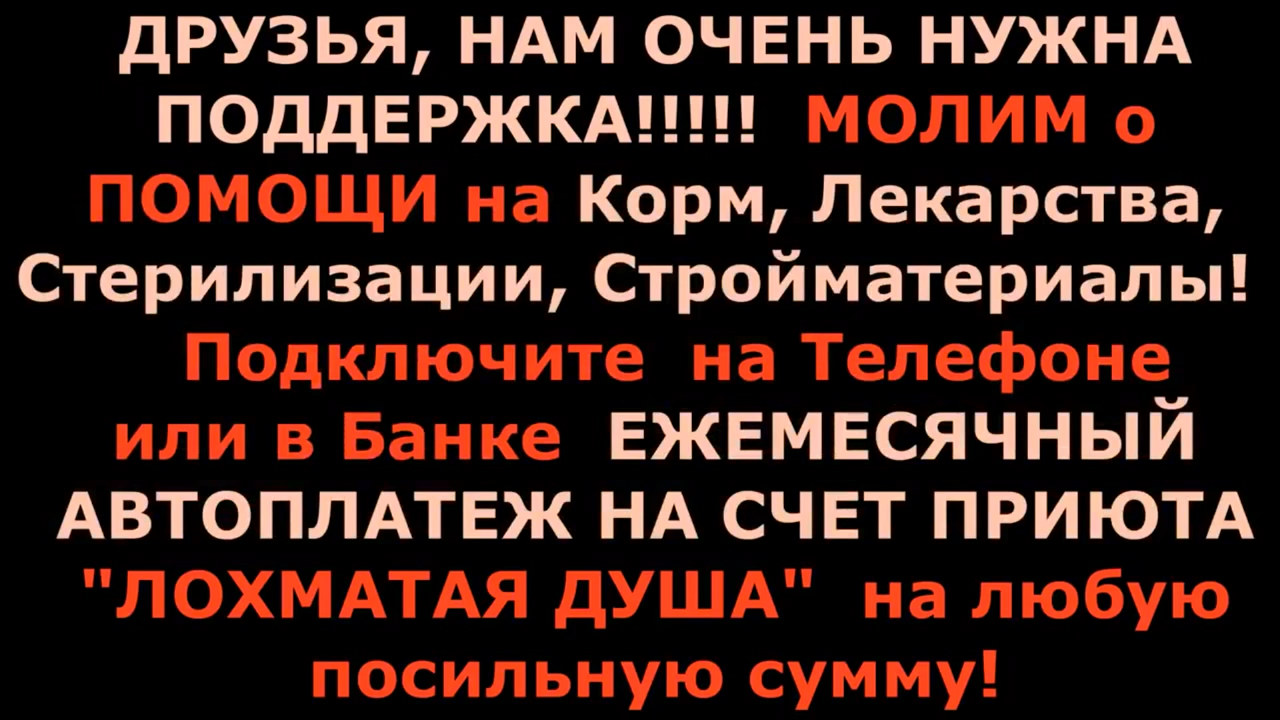 ДРУЗЬЯ, НАМ ОЧЕНЬ НУЖНА
ПОДДЕРЖКА!!!!! МОЛИМ о
ПОМОЩИ на Корм, Лекарства,
Стерилизации, Стройматериалы!
Подключите на Телефоне
или в Банке ЕЖЕМЕСЯЧНЫЙ
АВТОПЛАТЕЖ НА СЧЕТ ПРИЮТА
"ЛОХМАТАЯ ДУША" на любую
посильную сумму!